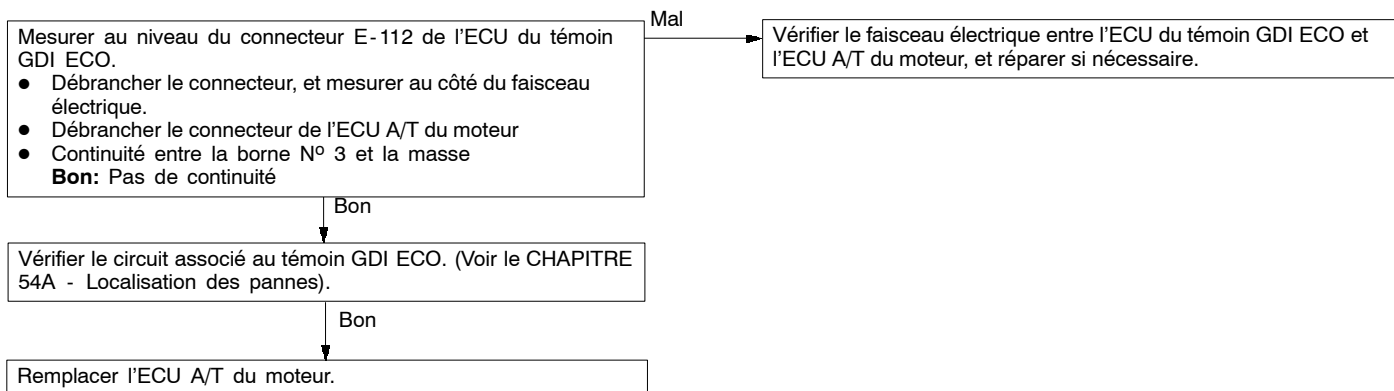 Mesurer au niveau du connecteur E-112 de l'ECU du témoin
GDI ECO.
● Débrancher le connecteur, et mesurer au côté du faisceau
électrique.
● Débrancher le connecteur de l'ECU A/T du moteur
● Continuité entre la borne Nº 3 et la masse
Bon: Pas de continuité
Mal
Vérifier le faisceau électrique entre l'ECU du témoin GDI ECO et
l'ECU A/T du moteur, et réparer si nécessaire.
Bon
Vérifier le circuit associé au témoin GDI ECO. (Voir le CHAPITRE
54A - Localisation des pannes).
Bon
Remplacer l'ECU A/T du moteur.